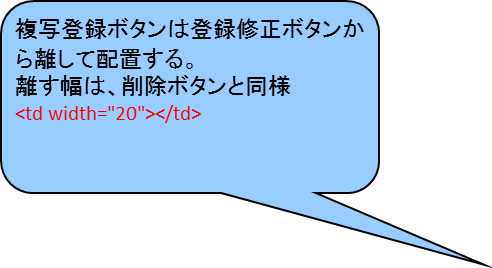 複写登録ボタンは登録修正ボタンか
ら離して配置する。
離す幅は、削除ボタンと同様
<td width="20"></td>